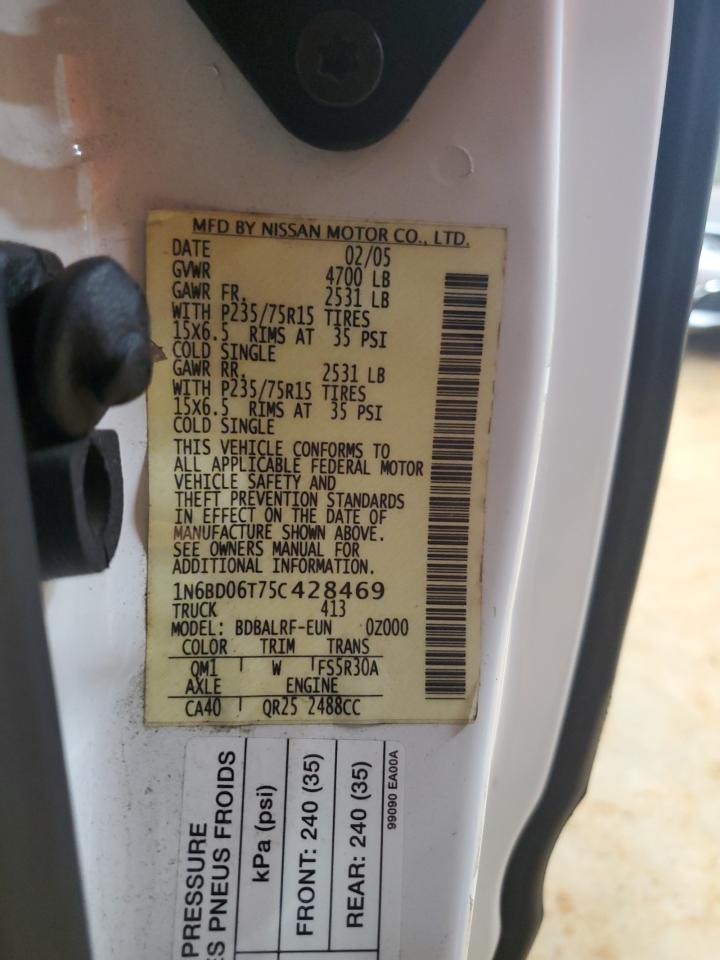 MFD BY NISSAN MOTOR CO., LTD.
DATE 02/05
GVWR 4700 LB
GAWR FR. 2531 LB
WITH P235/75R15 TIRES
15X6.5 RIMS AT 35 PSI
COLD SINGLE
GAWR RR. 2531 LB
WITH P235/75R15 TIRES
15X6.5 RIMS AT 35 PSI
COLD SINGLE
THIS VEHICLE CONFORMS TO
ALL APPLICABLE FEDERAL MOTOR
VEHICLE SAFETY AND
THEFT PREVENTION STANDARDS
IN EFFECT ON THE DATE OF
MANUFACTURE SHOWN ABOVE.
SEE OWNERS MANUAL FOR
ADDITIONAL INFORMATION.
1N6BD06T75C428469
TRUCK 413
MODEL: BDBALRF-EUN 0Z000
COLOR TRIM TRANS
QM1 W FS5R30A
AXLE ENGINE
CA40 QR25 2488CC
PRESSURE
PNEUS FROIDS
kPa (psi)
FRONT: 240 (35)
REAR: 240 (35)
99090 EA00A